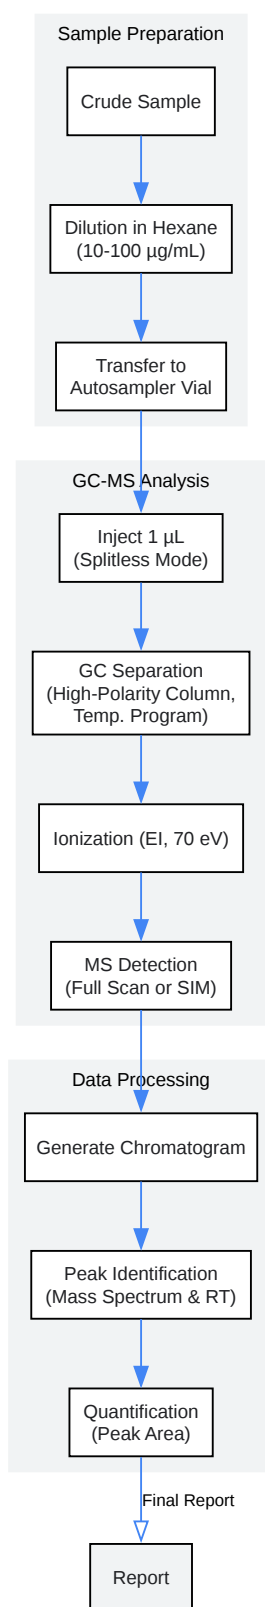 Sample Preparation
Crude Sample
Dilution in Hexane
(10-100 µg/mL)
Transfer to
Autosampler Vial
GC-MS Analysis
Inject 1 µL
(Splitless Mode)
GC Separation
(High-Polarity Column,
Temp. Program)
Ionization (EI, 70 eV)
MS Detection
(Full Scan or SIM)
Data Processing
Generate Chromatogram
Peak Identification
(Mass Spectrum & RT)
Quantification
(Peak Area)
Final Report
Report